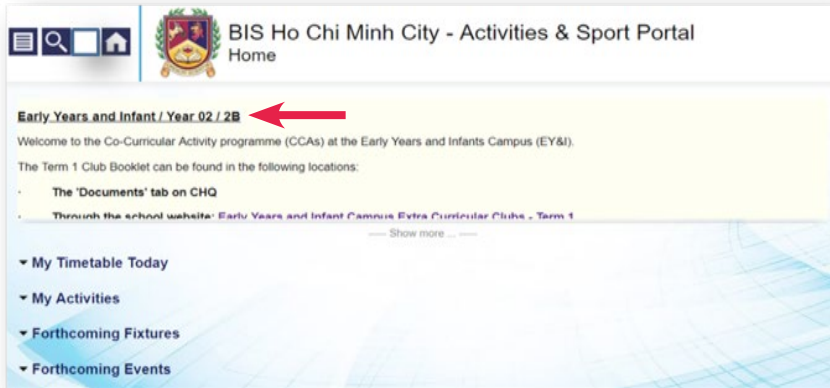 BIS Ho Chi Minh City - Activities & Sport Portal
Home
Early Years and Infant / Year 02 / 2B
Welcome to the Co-Curricular Activity programme (CCAs) at the Early Years and Infants Campus (EY&I).
The Term 1 Club Booklet can be found in the following locations:
· The 'Documents' tab on CHQ
· Through the school website: Early Years and Infant Campus Extra Curricular Clubs - Term 1
---- Show more ... ----
My Timetable Today
My Activities
Forthcoming Fixtures
Forthcoming Events